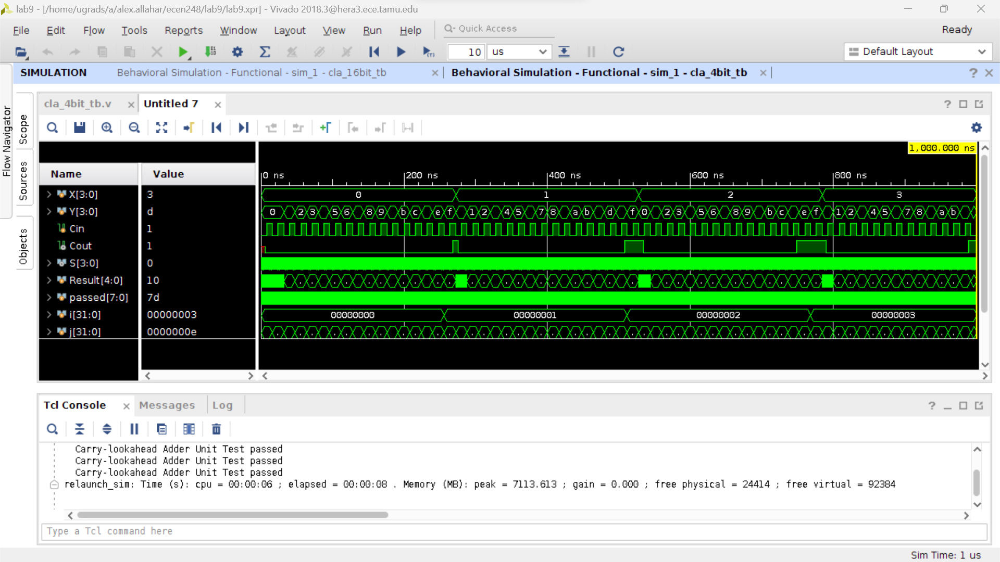 lab9 - [/home/ugrads/a/alex.allahar/ecen248/lab9/lab9.xpr] - Vivado 2018.3@hera3.ece.tamu.edu
File Edit Flow Tools Reports Window Layout View Run Help Quick Access Ready
10 us Default Layout
SIMULATION Behavioral Simulation - Functional - sim_1 - cla_16bit_tb Behavioral Simulation - Functional - sim_1 - cla_4bit_tb
Flow Navigator
Scope
Sources
Objects
cla_4bit_tb.v Untitled 7
1,000.000 ns
Name Value 0 ns 200 ns 400 ns 600 ns 800 ns
X[3:0] 3 0 1 2 3
Y[3:0] d 0 2 3 5 6 8 9 b c e f 1 2 4 5 7 8 a b d f 0 2 3 5 6 8 9 b c e f 1 2 4 5 7 8 a b
Cin 1
Cout 1
S[3:0] 0
Result[4:0] 10
passed[7:0] 7d
i[31:0] 00000003 00000000 00000001 00000002 00000003
j[31:0] 0000000e
Tcl Console Messages Log
Carry-lookahead Adder Unit Test passed
Carry-lookahead Adder Unit Test passed
Carry-lookahead Adder Unit Test passed
relaunch_sim: Time (s): cpu = 00:00:06 ; elapsed = 00:00:08 . Memory (MB): peak = 7113.613 ; gain = 0.000 ; free physical = 24414 ; free virtual = 92384
Type a Tcl command here
Sim Time: 1 us